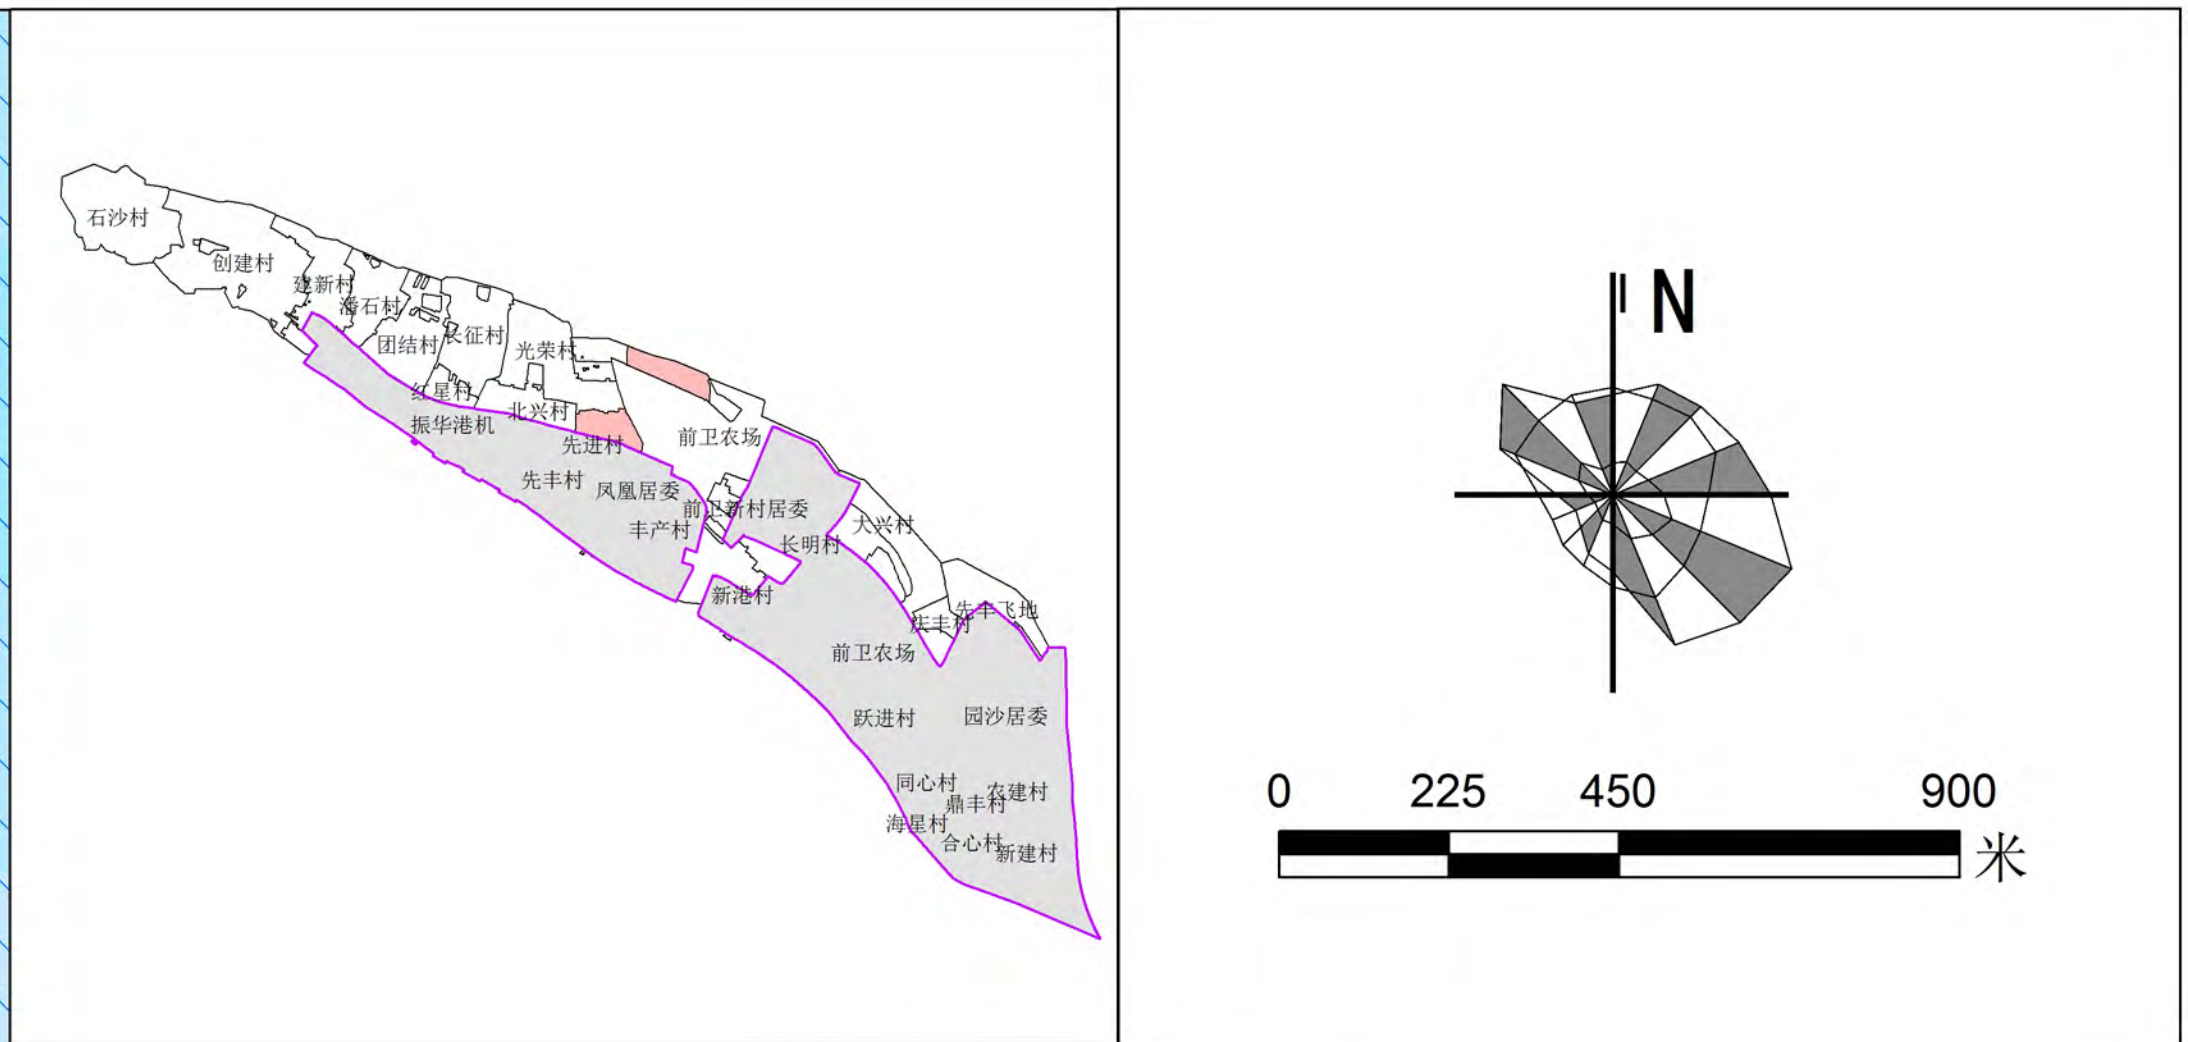 石沙村
创建村
建新村
潘石村
团结村
长征村
光荣村
红星村
北兴村
振华港机
先进村
前卫农场
先丰村
凤凰居委
前卫新村居委
丰产村
大兴村
长明村
新港村
先丰飞地
庆丰村
前卫农场
跃进村
园沙居委
同心村
农建村
鼎丰村
海星村
合心村
新建村
N
0 225 450 900
米